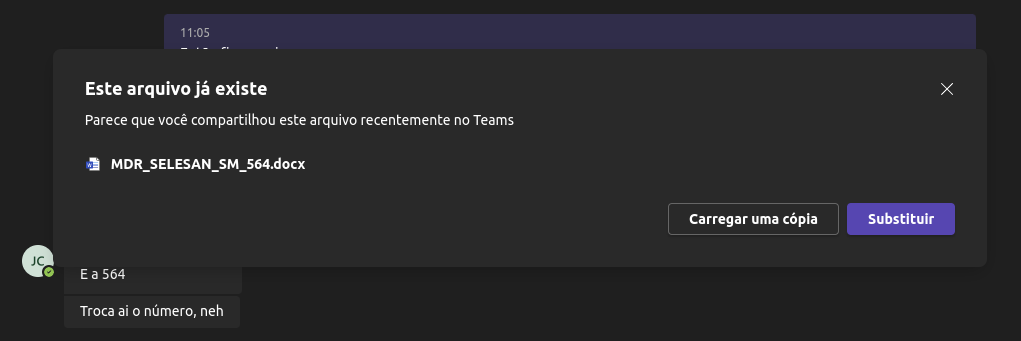 11:05
Este arquivo já existe
Parece que você compartilhou este arquivo recentemente no Teams
MDR_SELESAN_SM_564.docx
Carregar uma cópia
Substituir
JC
E a 564
Troca ai o número, neh